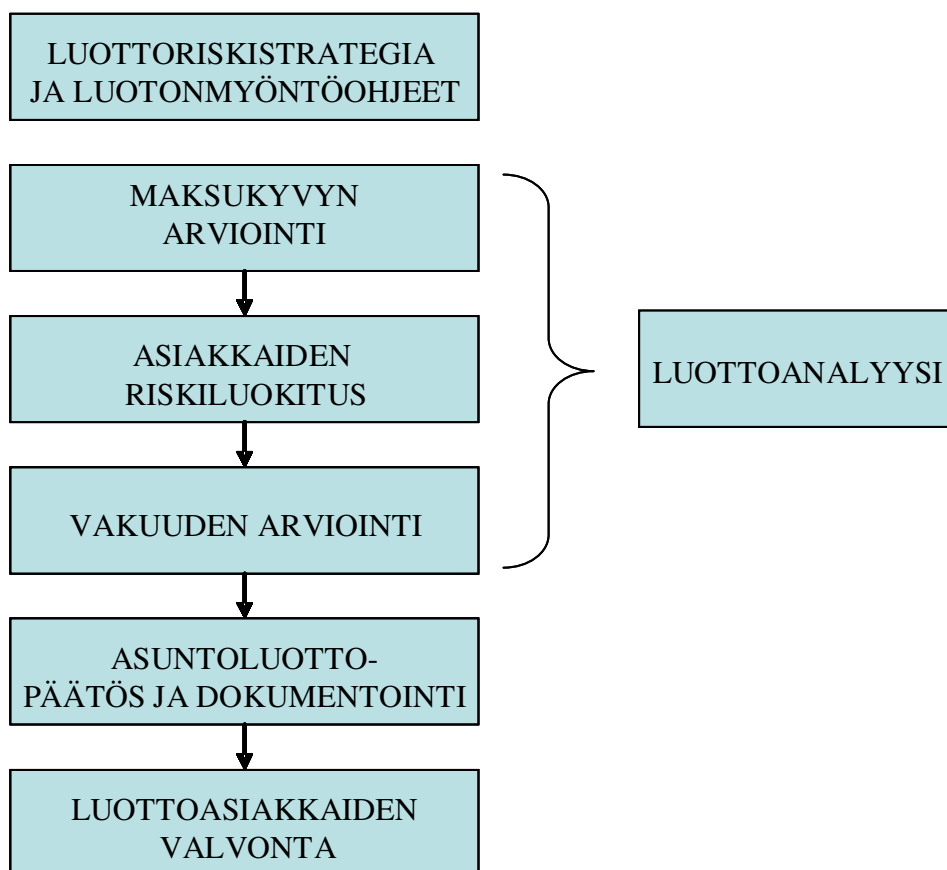 LUOTTORISKISTRATEGIA
JA LUOTONMYÖNTÖOHJEET
MAKSUKYVYN
ARVIOINTI
ASIAKKAIDEN
RISKILUOKITUS
VAKUUDEN ARVIOINTI
LUOTTOANALYYSI
ASUNTOLUOTTO-
PÄÄTÖS JA DOKUMENTOINTI
LUOTTOASIAKKAIDEN
VALVONTA